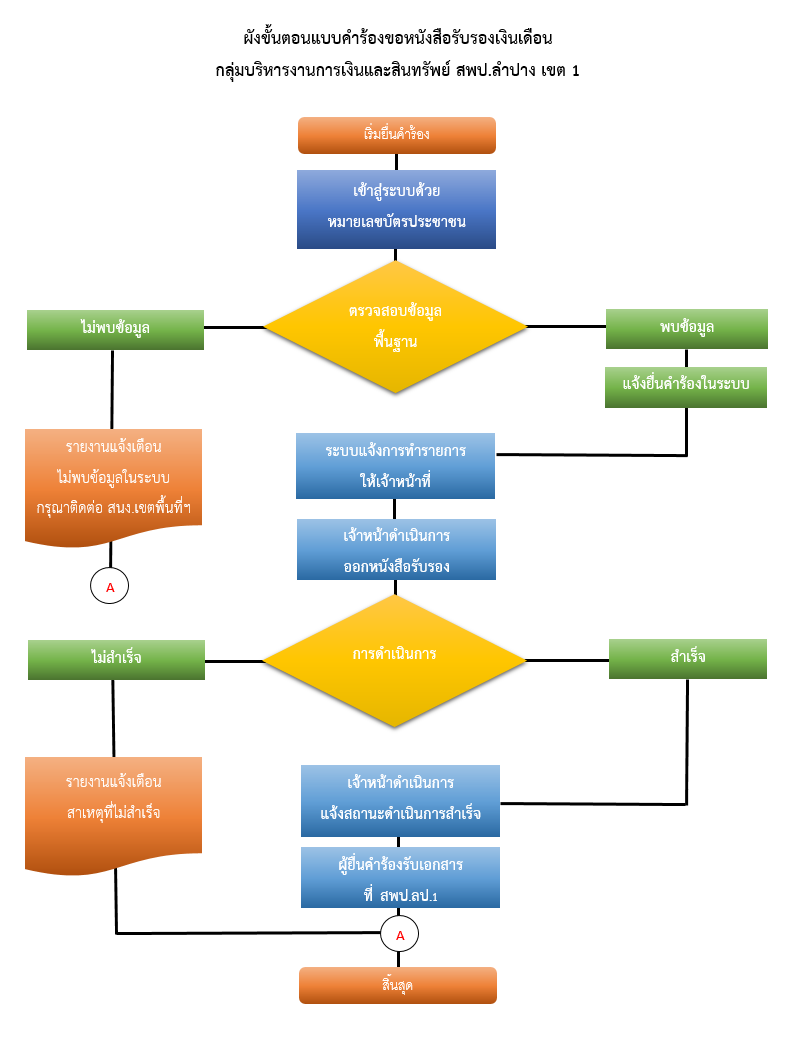 ผังขั้นตอนแบบคำร้องขอหนังสือรับรองเงินเดือน
กลุ่มบริหารงานการเงินและสินทรัพย์ สพป.ลำปาง เขต 1
เริ่มยื่นคำร้อง
เข้าสู่ระบบด้วย
หมายเลขบัตรประชาชน
ตรวจสอบข้อมูล
พื้นฐาน
ไม่พบข้อมูล
พบข้อมูล
แจ้งยื่นคำร้องในระบบ
รายงานแจ้งเตือน
ไม่พบข้อมูลในระบบ
กรุณาติดต่อ สนง.เขตพื้นที่ฯ
A
ระบบแจ้งการทำรายการ
ให้เจ้าหน้าที่
เจ้าหน้าดำเนินการ
ออกหนังสือรับรอง
การดำเนินการ
ไม่สำเร็จ
สำเร็จ
รายงานแจ้งเตือน
สาเหตุที่ไม่สำเร็จ
เจ้าหน้าดำเนินการ
แจ้งสถานะดำเนินการสำเร็จ
ผู้ยื่นคำร้องรับเอกสาร
ที่ สพป.ลป.1
A
สิ้นสุด